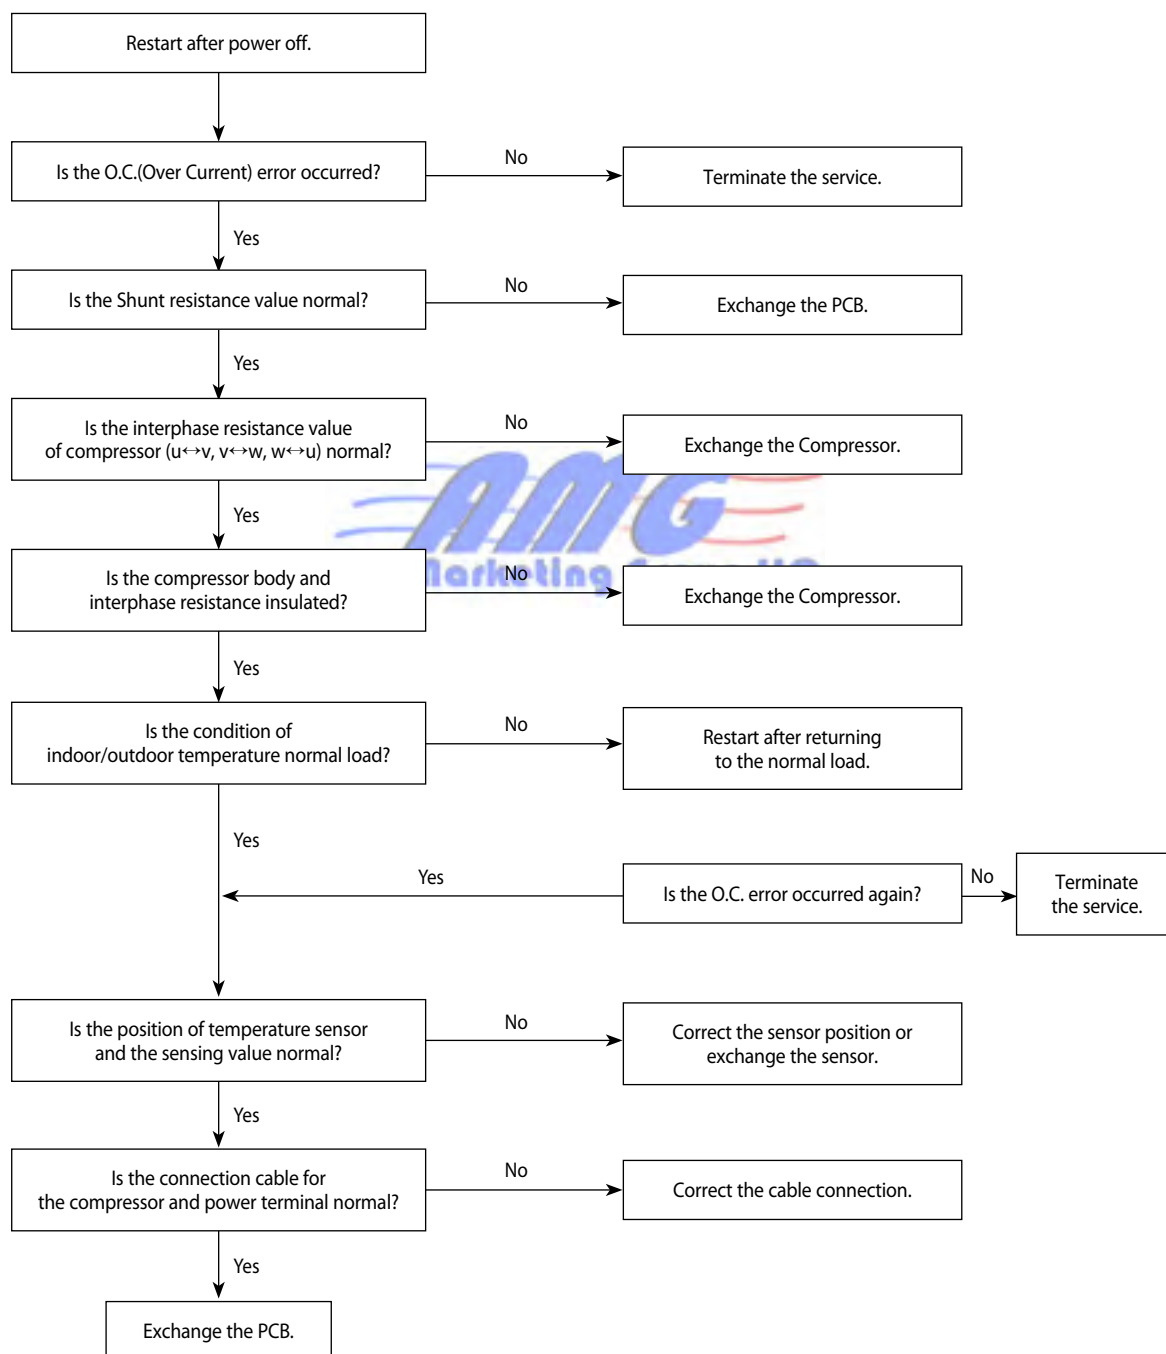 Restart after power off.
Is the O.C.(Over Current) error occurred?
No
Terminate the service.
Yes
Is the Shunt resistance value normal?
No
Exchange the PCB.
Yes
Is the interphase resistance value
of compressor (u↔v, v↔w, w↔u) normal?
No
Exchange the Compressor.
AMG
Marketing
Yes
Is the compressor body and
interphase resistance insulated?
No
Exchange the Compressor.
Yes
Is the condition of
indoor/outdoor temperature normal load?
No
Restart after returning
to the normal load.
Yes
Yes
Is the O.C. error occurred again?
No
Terminate
the service.
Is the position of temperature sensor
and the sensing value normal?
No
Correct the sensor position or
exchange the sensor.
Yes
Is the connection cable for
the compressor and power terminal normal?
No
Correct the cable connection.
Yes
Exchange the PCB.